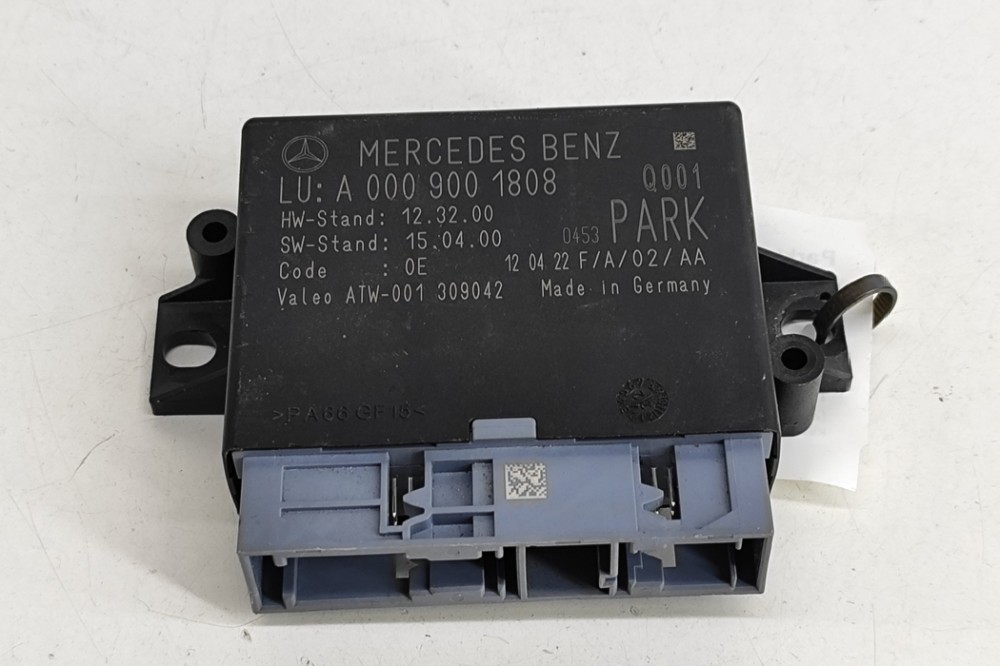 MERCEDES BENZ
LU: A 000 900 1808 Q001
HW-Stand: 12.32.00
SW-Stand: 15.04.00 0453 PARK
Code : 0E 12 04 22 F/A/02/AA
Valeo ATW-001 309042 Made in Germany
>PA66 GF15<